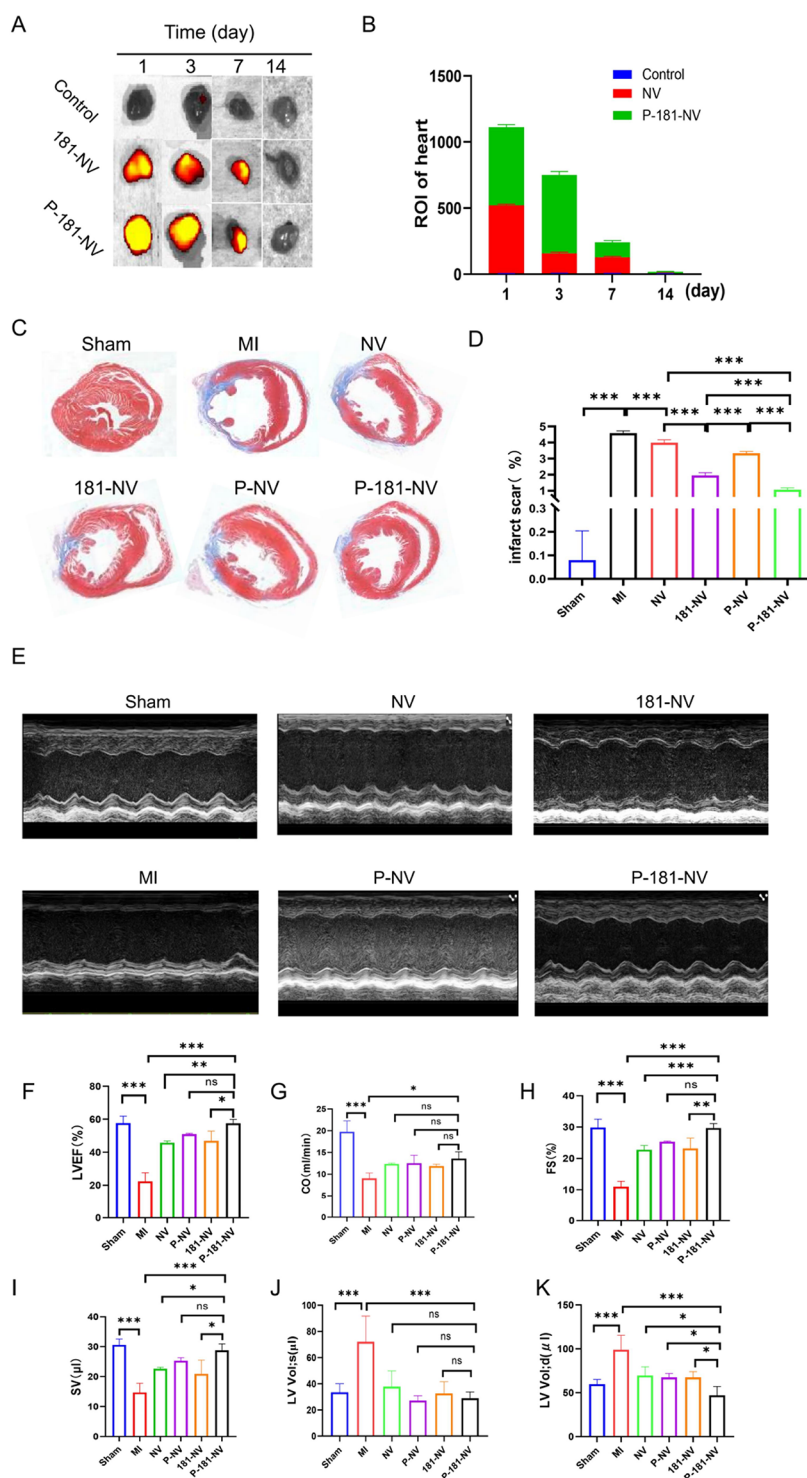 A
Time (day)
1 3 7 14
Control
181-NV
P-181-NV
B
ROI of heart
1500
1000
500
0
1 3 7 14 (day)
Control
NV
P-181-NV
C
Sham MI NV
181-NV P-NV P-181-NV
D
infarct scar( %)
5
4
3
2
1
0.2
0.1
0.0
*** *** *** *** *** *** ***
Sham MI NV 181-NV P-NV P-181-NV
E
Sham NV 181-NV
MI P-NV P-181-NV
F
LVEF(%)
80
60
40
20
0
***
**
ns
*
***
Sham MI NV P-NV 181-NV P-181-NV
G
CO(ml/min)
25
20
15
10
5
0
*
ns
ns
ns
***
Sham MI NV P-NV 181-NV P-181-NV
H
FS(%)
40
30
20
10
0
***
***
ns
**
***
Sham MI NV P-NV 181-NV P-181-NV
I
SV(μl)
40
30
20
10
0
***
*
ns
*
***
Sham MI NV P-NV 181-NV P-181-NV
J
LV Vol;s(μl)
100
80
60
40
20
0
*** ***
ns
ns
ns
Sham MI NV P-NV 181-NV P-181-NV
K
LV Vol;d(μl)
150
100
50
0
***
***
*
*
*
Sham MI NV P-NV 181-NV P-181-NV